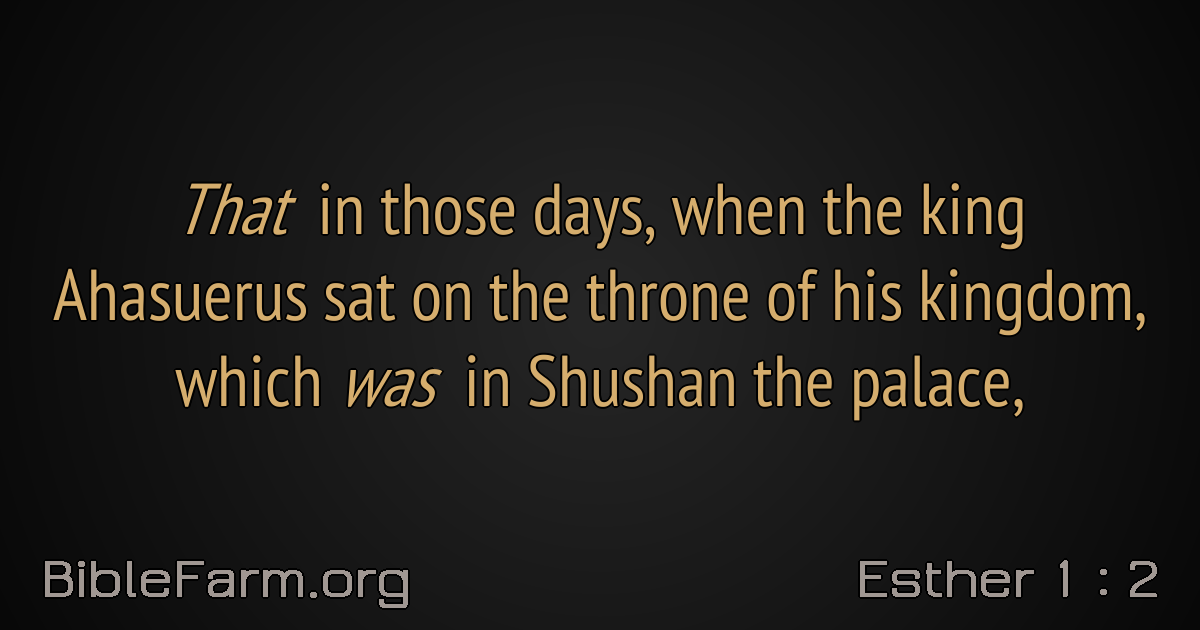 That in those days, when the king
Ahasuerus sat on the throne of his kingdom,
which was in Shushan the palace,
BibleFarm.org
Esther 1 : 2